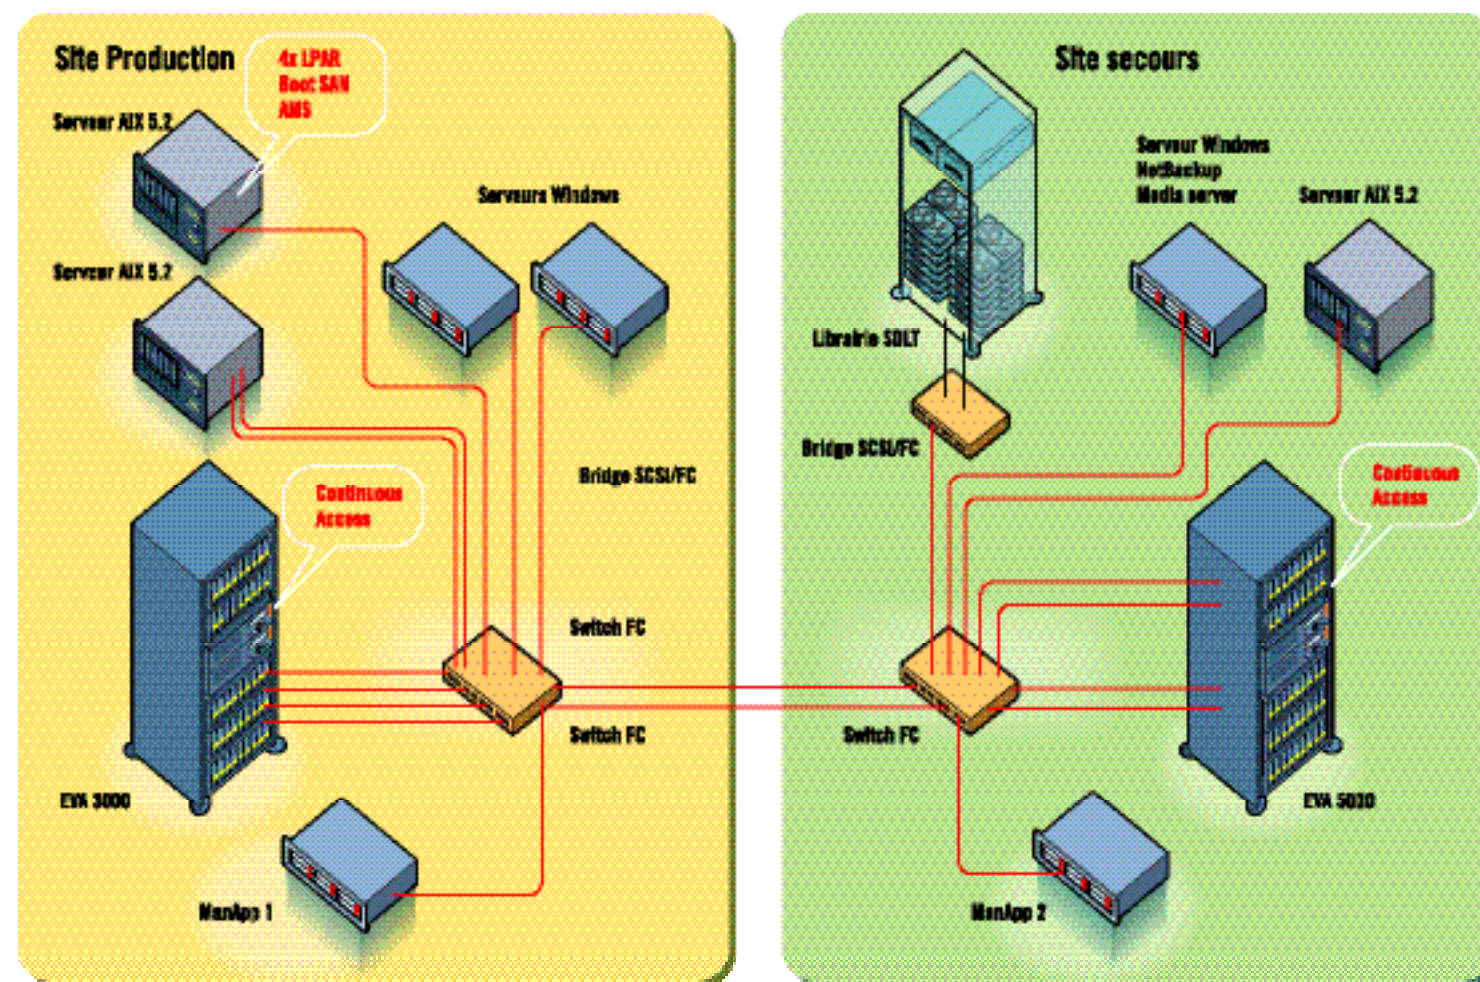 Site Production
4x LPAR
Boot SAN
AMS
Serveur AIX 5.2
Serveurs Windows
Serveur AIX 5.2
Continuous
Access
Bridge SCSI/FC
Switch FC
Switch FC
EVA 3000
ManApp 1
Site secours
Serveur Windows
NetBackup
Media server
Serveur AIX 5.2
Librairie SDLT
Bridge SCSI/FC
Continuous
Access
Switch FC
EVA 5000
ManApp 2